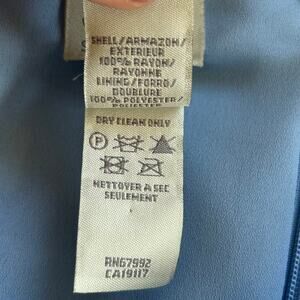 SHELL/ARMAZON/
EXTERIEUR
100% RAYON/
RAYONNE
LINING/FORRO/
DOUBLURE
100% POLYESTER/
DRY CLEAN ONLY
P
NETTOYER A SEC
SEULEMENT
RN67992
CA19117